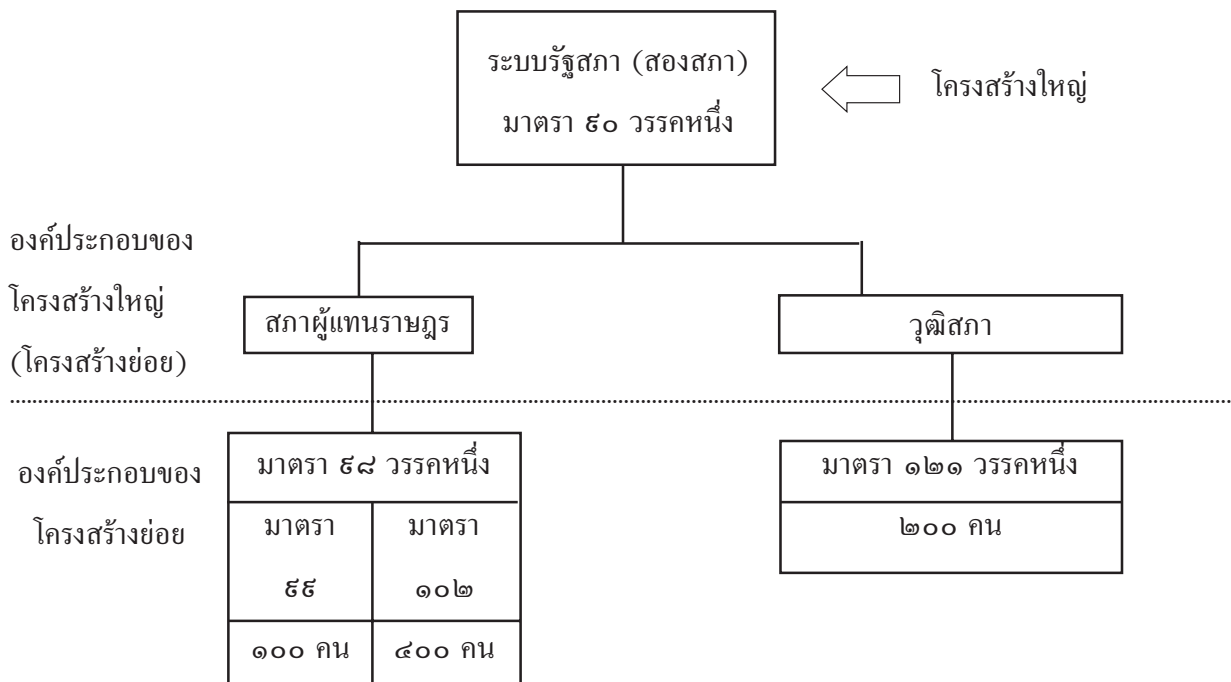 ระบบรัฐสภา (สองสภา)
มาตรา ๙๐ วรรคหนึ่ง
โครงสร้างใหญ่
องค์ประกอบของ
โครงสร้างใหญ่
(โครงสร้างย่อย)
สภาผู้แทนราษฎร
วุฒิสภา
องค์ประกอบของ
โครงสร้างย่อย
มาตรา ๙๘ วรรคหนึ่ง
มาตรา
๙๙
มาตรา
๑๐๒
๑๐๐ คน
๔๐๐ คน
มาตรา ๑๒๑ วรรคหนึ่ง
๒๐๐ คน